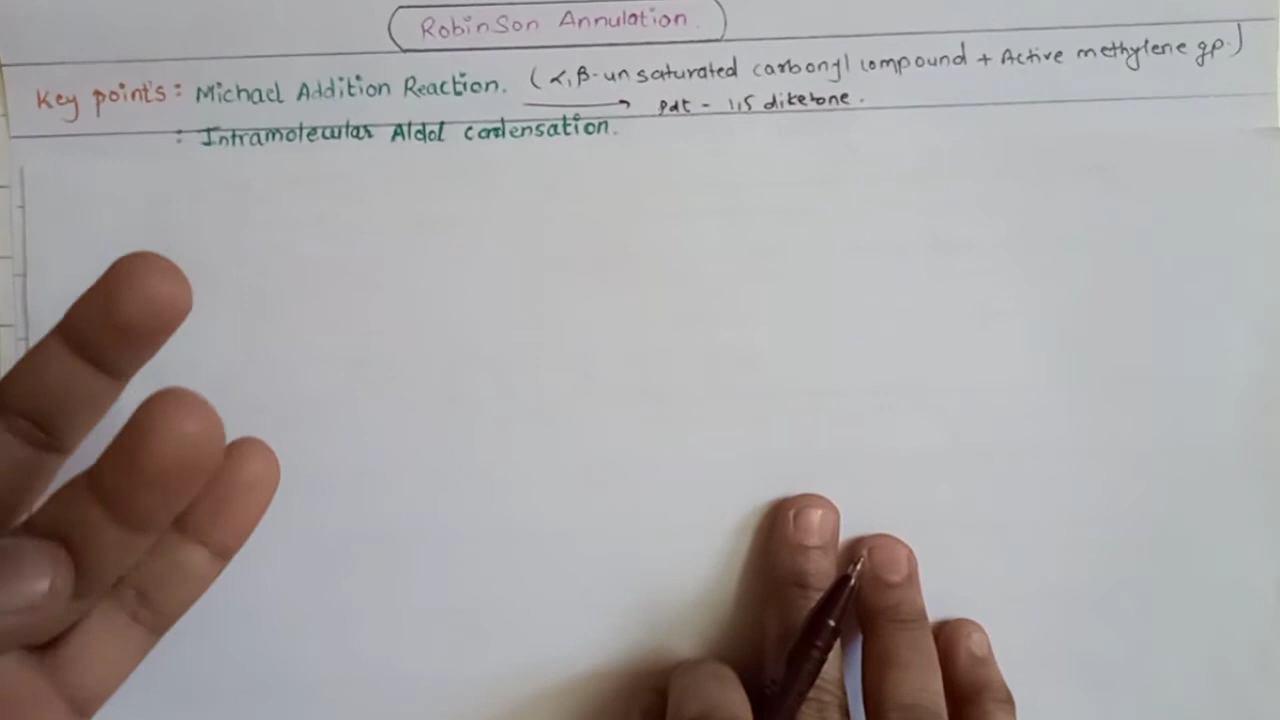 Robinson Annulation.
Key points: Michael Addition Reaction. (α,β-unsaturated carbonyl compound + Active methylene gp.)
→ pdt - 1,5 diketone.
: Intramolecular Aldol condensation.